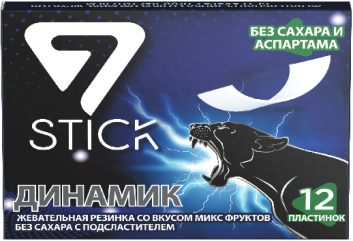 БЕЗ САХАРА И
АСПАРТАМА
7
STICK
ДИНАМИК
ЖЕВАТЕЛЬНАЯ РЕЗИНКА СО ВКУСОМ МИКС ФРУКТОВ
БЕЗ САХАРА С ПОДСЛАСТИТЕЛЕМ
12
ПЛАСТИНОК